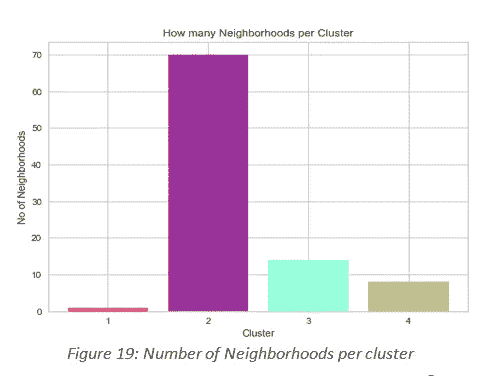 How many Neighborhoods per Cluster
70
60
50
40
30
20
10
0
No of Neighborhoods
1 2 3 4
Cluster
Figure 19: Number of Neighborhoods per cluster